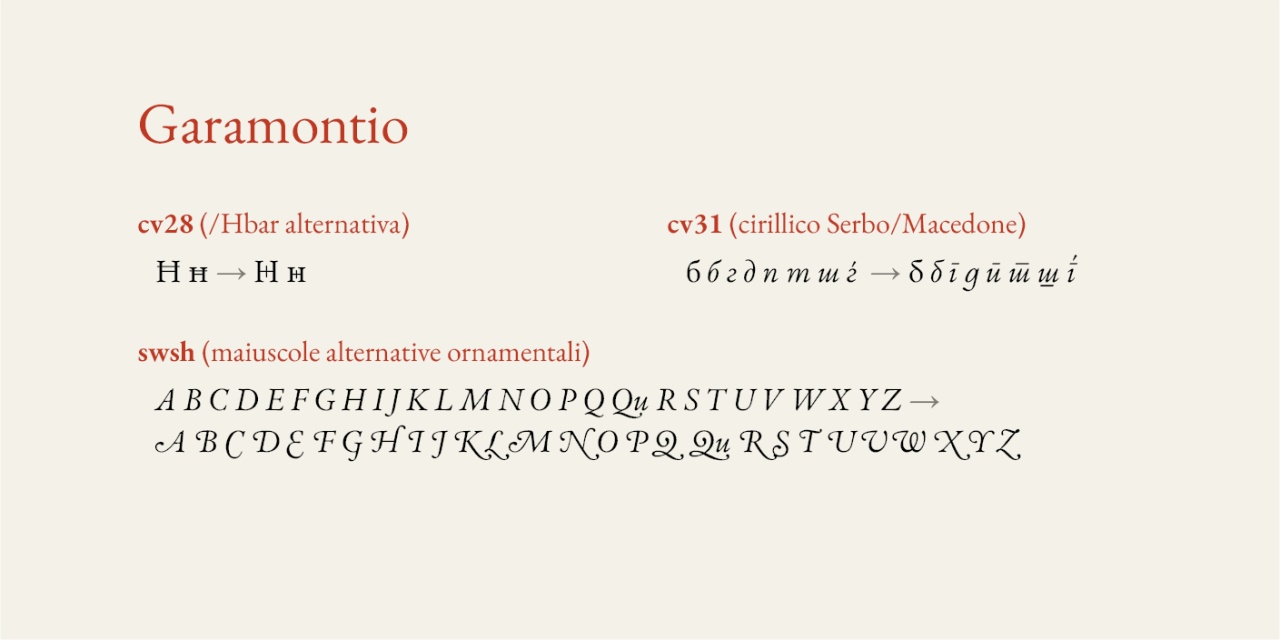 Garamontio
cv28 (/Hbar alternativa)
Ħ ħ → Ħ ħ
cv31 (cirillico Serbo/Macedone)
б б г д п т ш ѓ → б б г д п т ш ѓ
swsh (maiuscole alternative ornamentali)
A B C D E F G H I J K L M N O P Q Qu R S T U V W X Y Z →
A B C D E F G H I J K L M N O P Q Qu R S T U V W X Y Z